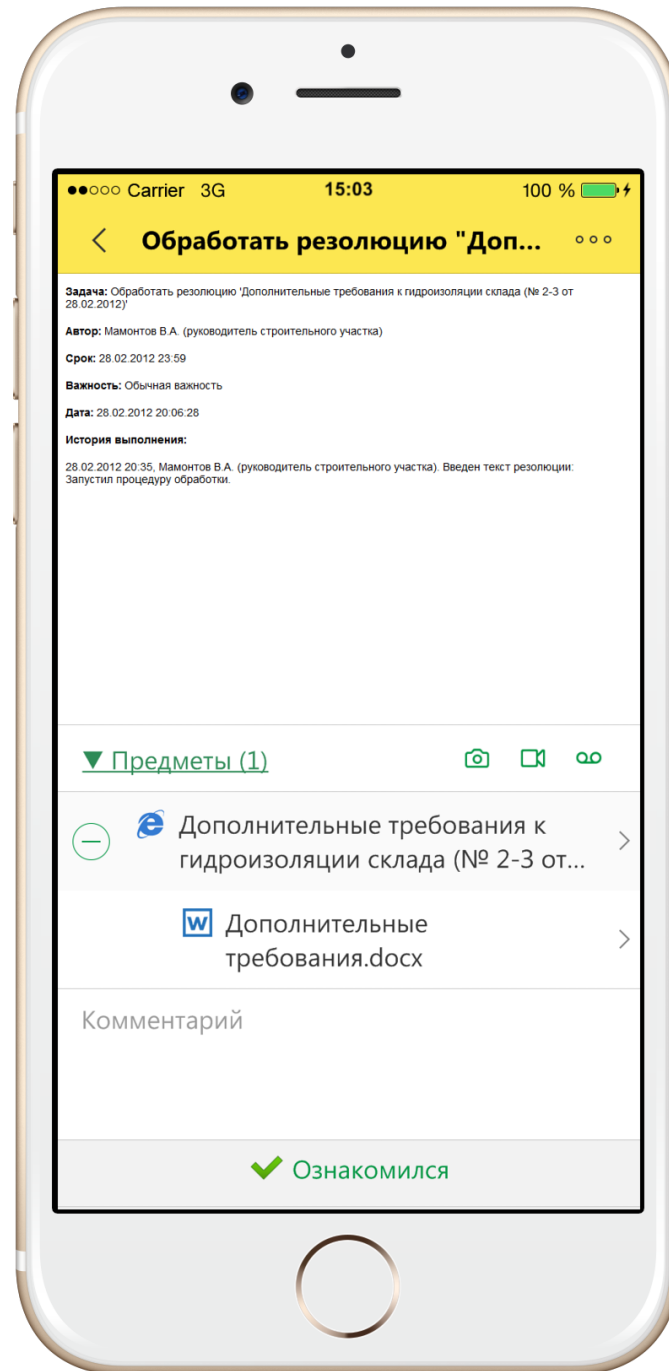 Carrier 3G 15:03 100 %
Обработать резолюцию "Доп...
Задача: Обработать резолюцию 'Дополнительные требования к гидроизоляции склада (№ 2-3 от
28.02.2012)'
Автор: Мамонтов В.А. (руководитель строительного участка)
Срок: 28.02.2012 23:59
Важность: Обычная важность
Дата: 28.02.2012 20:06:28
История выполнения:
28.02.2012 20:35, Мамонтов В.А. (руководитель строительного участка). Введен текст резолюции:
Запустил процедуру обработки.
▼ Предметы (1)
Дополнительные требования к
гидроизоляции склада (№ 2-3 от...
W Дополнительные
требования.docx
Комментарий
Ознакомился